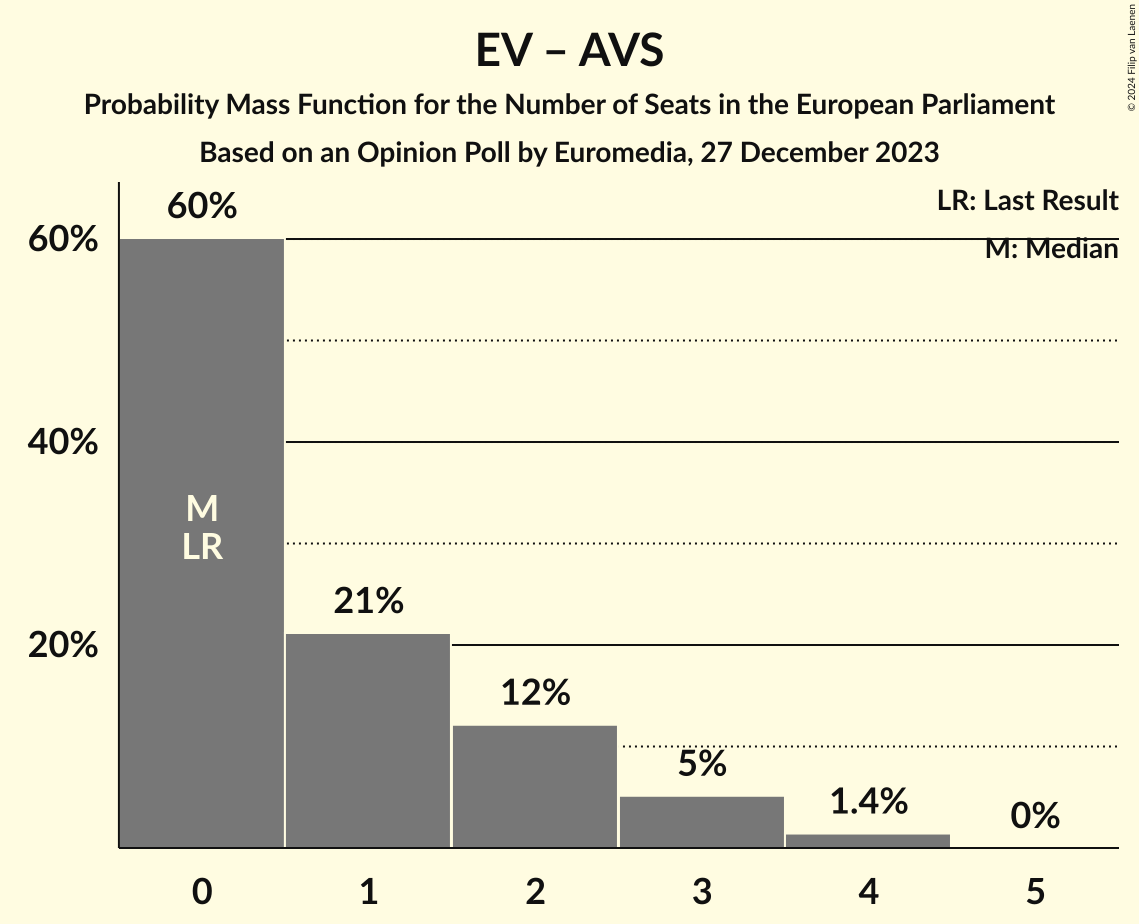 EV – AVS
Probability Mass Function for the Number of Seats in the European Parliament
Based on an Opinion Poll by Euromedia, 27 December 2023
© 2024 Filip van Laenen
LR: Last Result
M: Median
60%
40%
20%
60%
M
LR
21%
12%
5%
1.4%
0%
0 1 2 3 4 5